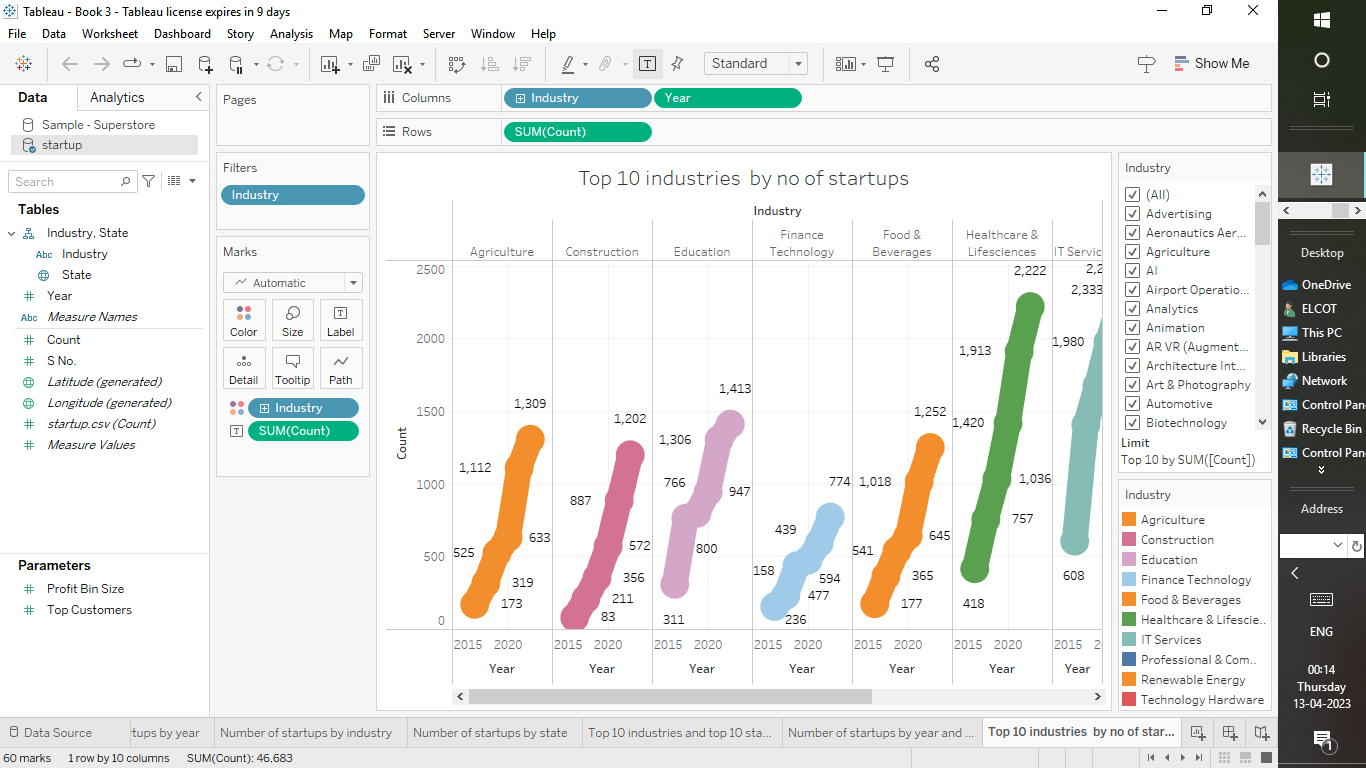 Tableau - Book 3 - Tableau license expires in 9 days
File Data Worksheet Dashboard Story Analysis Map Format Server Window Help
Standard
Show Me
Data Analytics
Sample - Superstore
startup
Search
Tables
Industry, State
Abc Industry
State
Year
Abc Measure Names
Count
S No.
Latitude (generated)
Longitude (generated)
startup.csv (Count)
Measure Values
Parameters
Profit Bin Size
Top Customers
Pages
Filters
Industry
Marks
Automatic
Color Size Label
Detail Tooltip Path
Industry
SUM(Count)
Columns Industry Year
Rows SUM(Count)
Top 10 industries by no of startups
Industry
Agriculture Construction Education Finance Technology Food & Beverages Healthcare & Lifesciences IT Servic
Count
2500
2000
1500
1000
500
0
1,309
1,112
633
525
319
173
1,202
887
572
356
211
83
1,413
1,306
947
766
800
311
774
439
594
158
477
236
1,252
1,018
645
541
365
177
2,222
1,913
1,420
1,036
757
418
2,2
2,333
1,980
608
2015 2020 2015 2020 2015 2020 2015 2020 2015 2020 2015 2020 2015 2
Year Year Year Year Year Year Year
Industry
(All)
Advertising
Aeronautics Aer...
Agriculture
AI
Airport Operatio...
Analytics
Animation
AR VR (Augment...
Architecture Int...
Art & Photography
Automotive
Biotechnology
Limit
Top 10 by SUM([Count])
Industry
Agriculture
Construction
Education
Finance Technology
Food & Beverages
Healthcare & Lifescie..
IT Services
Professional & Com..
Renewable Energy
Technology Hardware
Data Source rtups by year Number of startups by industry Number of startups by state Top 10 industries and top 10 sta... Number of startups by year and ... Top 10 industries by no of star...
60 marks 1 row by 10 columns SUM(Count): 46,683
Desktop
OneDrive
ELCOT
This PC
Libraries
Network
Control Pan
Recycle Bin
Control Pan
Address
ENG
00:14
Thursday
13-04-2023
1